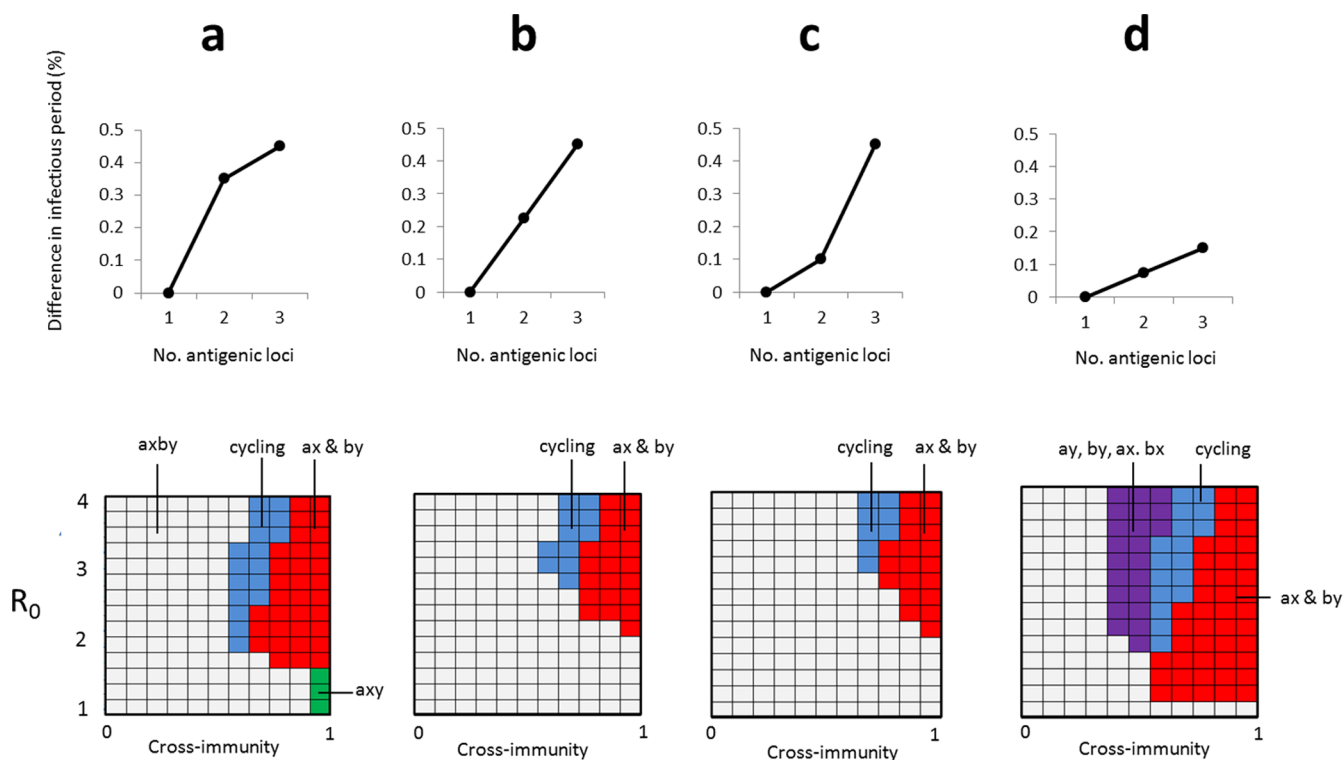 a b c d
Difference in infectious period (%)
0.5 0.5 0.5 0.5
0.4 0.4 0.4 0.4
0.3 0.3 0.3 0.3
0.2 0.2 0.2 0.2
0.1 0.1 0.1 0.1
0 0 0 0
1 2 3 1 2 3 1 2 3 1 2 3
No. antigenic loci No. antigenic loci No. antigenic loci No. antigenic loci
axby cycling ax & by cycling ax & by cycling ax & by ay, by, ax. bx cycling
4
3
R0
2
1
ax & by
axy
0 1 0 1 0 1 0 1
Cross-immunity Cross-immunity Cross-immunity Cross-immunity